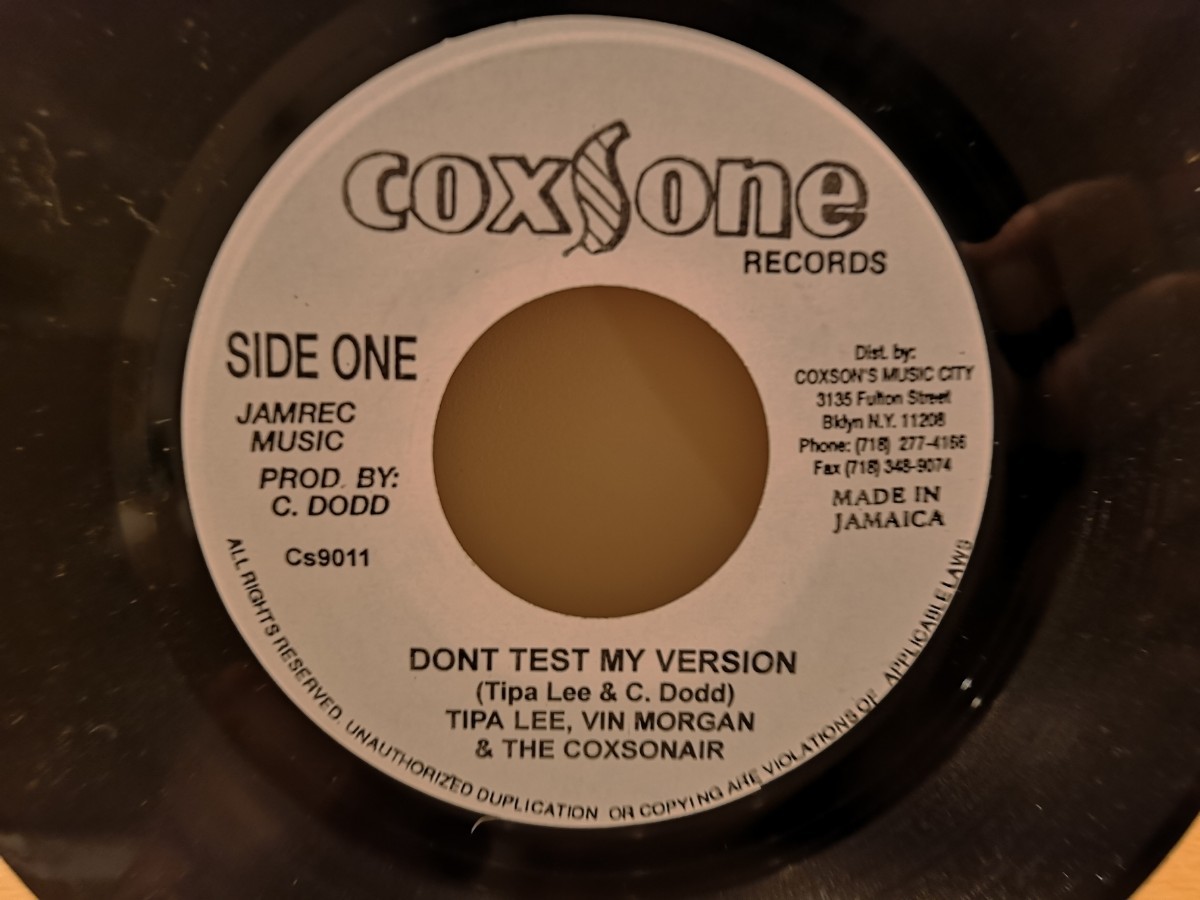 coxsone
RECORDS
SIDE ONE
JAMREC
MUSIC
PROD. BY:
C. DODD
Cs9011
Dist. by:
COXSON'S MUSIC CITY
3135 Fulton Street
Bklyn N.Y. 11208
Phone: (718) 277-4166
Fax (718) 348-9074
MADE IN
JAMAICA
DONT TEST MY VERSION
(Tipa Lee & C. Dodd)
TIPA LEE, VIN MORGAN
& THE COXSONAIR
ALL RIGHTS RESERVED. UNAUTHORIZED DUPLICATION OR COPYING ARE VIOLATIONS OF APPLICABLE LAWS